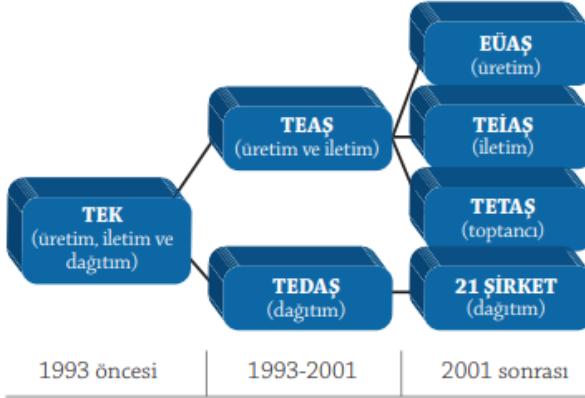 EÜAŞ
(üretim)
TEAŞ
(üretim ve iletim)
TEİAŞ
(iletim)
TEK
(üretim, iletim ve
dağıtım)
TETAŞ
(toptancı)
TEDAŞ
(dağıtım)
21 ŞİRKET
(dağıtım)
1993 öncesi
1993-2001
2001 sonrası